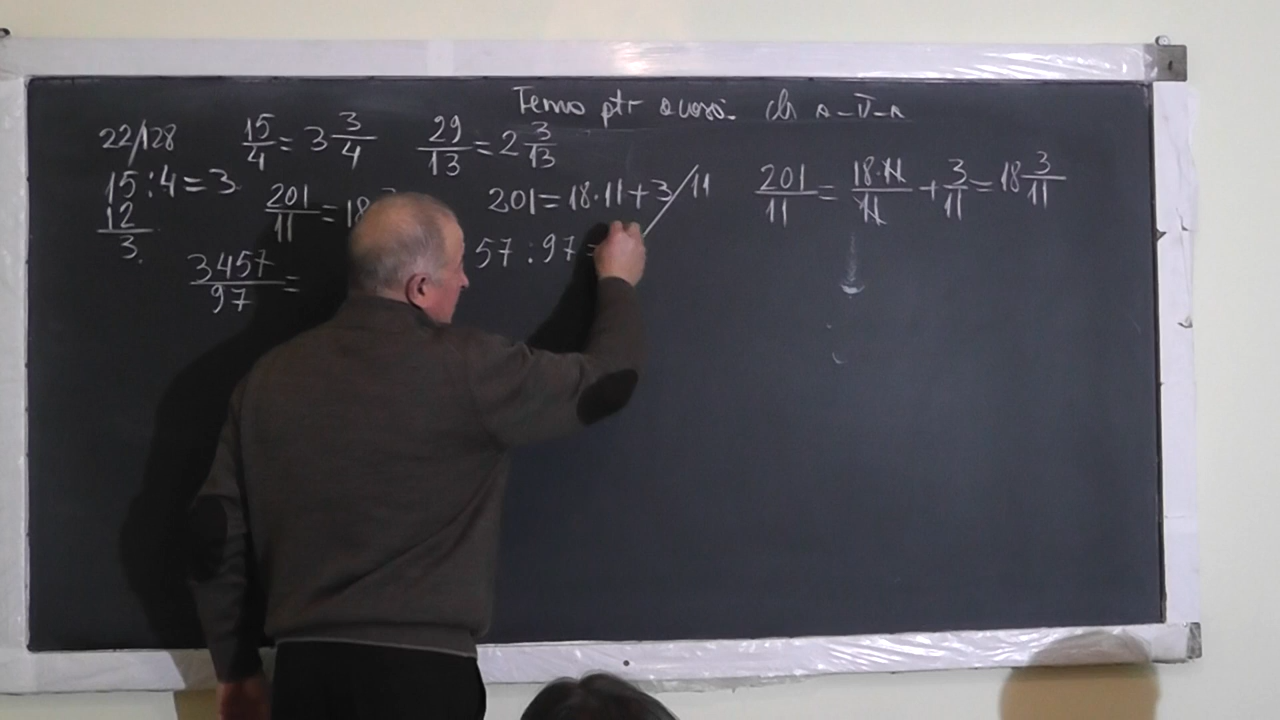 Tema ptr acasă cls a-V-a
22/128
15/4 = 3 3/4
29/13 = 2 3/13
15:4=3
12
3
201/11 = 18
201=18·11+3/11
201/11 = 18·11/11 + 3/11 = 18 3/11
3457/97 =
57:97=